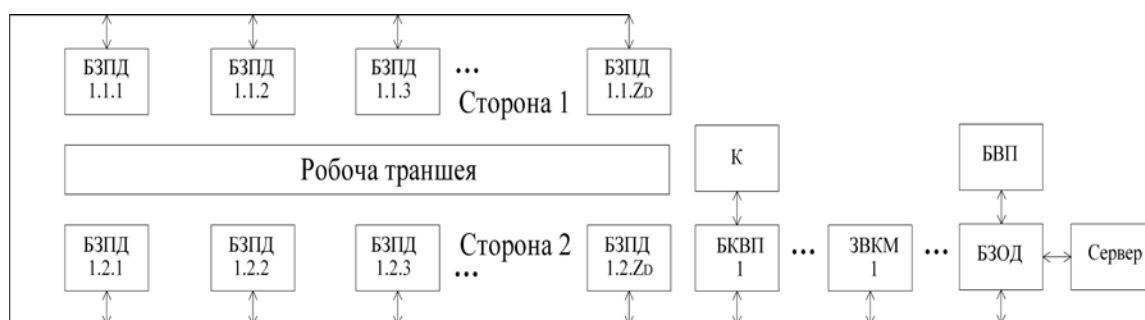 БЗПД
1.1.1
БЗПД
1.1.2
БЗПД
1.1.3
...
БЗПД
1.1.ZD
Сторона 1
Робоча траншея
К
БВП
БЗПД
1.2.1
БЗПД
1.2.2
БЗПД
1.2.3
Сторона 2
...
БЗПД
1.2.ZD
БКВП
1
...
ЗВКМ
1
...
БЗОД
Сервер